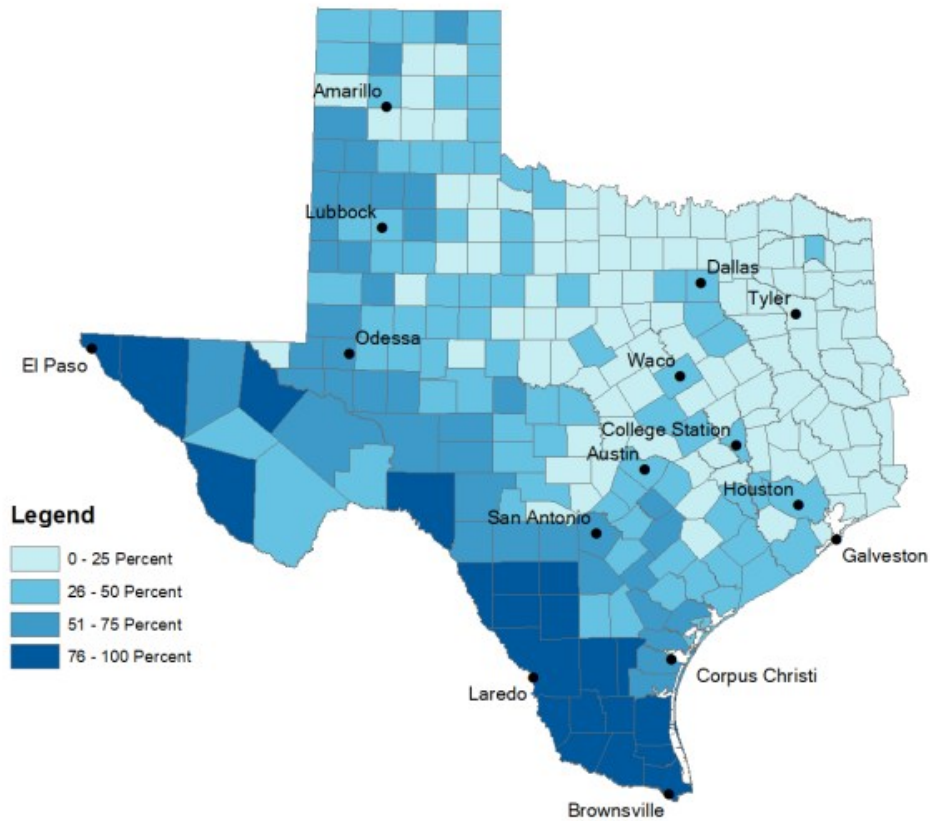 Amarillo
Lubbock
Dallas
Tyler
Odessa
El Paso
Waco
College Station
Austin
Houston
Legend
San Antonio
0 - 25 Percent
Galveston
26 - 50 Percent
51 - 75 Percent
76 - 100 Percent
Corpus Christi
Laredo
Brownsville